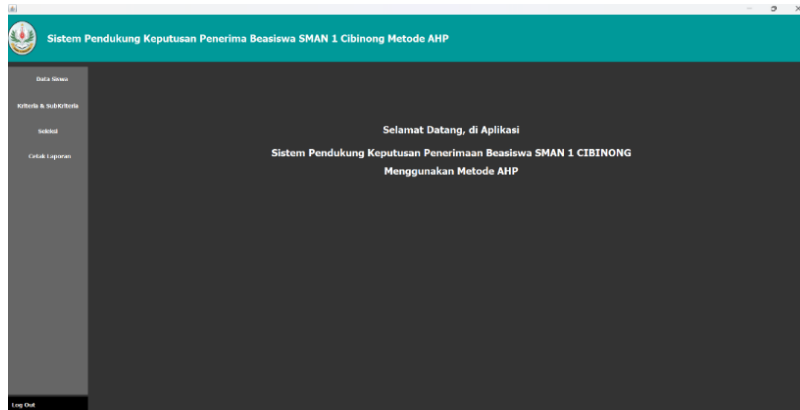 Sistem Pendukung Keputusan Penerima Beasiswa SMAN 1 Cibinong Metode AHP
Data Siswa
Kriteria & SubKriteria
Seleksi
Cetak Laporan
Selamat Datang, di Aplikasi
Sistem Pendukung Keputusan Penerimaan Beasiswa SMAN 1 CIBINONG
Menggunakan Metode AHP
Log Out